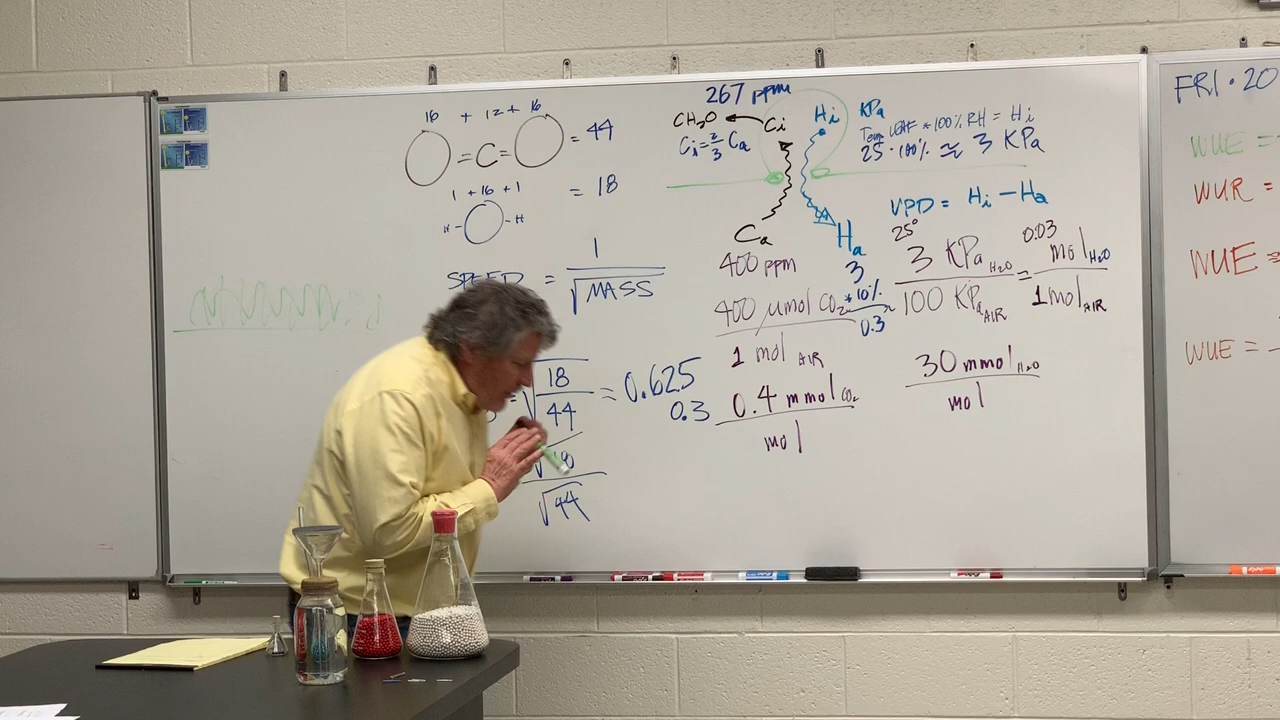 16 + 12 + 16
=C= = 44
1 + 16 + 1
H- -H = 18
SPEED = 1
√MASS
= √18 = 0.625
44 0.3
√18
√44
267 ppm
CH2O Ci
Ci = 2/3 Ca
Hi KPa
Temp LEAF * 100% RH = Hi
25 · 100% ≈ 3 KPa
VPD = Hi - Ha
Ca Ha
400 ppm 3
400 µmol CO2 * 10%
1 mol AIR 0.3
0.4 mmol CO2
mol
25°
3 KPa H2O = 0.03 mol H2O
100 KPa AIR 1 mol AIR
30 mmol H2O
mol
FRI · 20
WUE =
WUR =
WUE =
WUE =